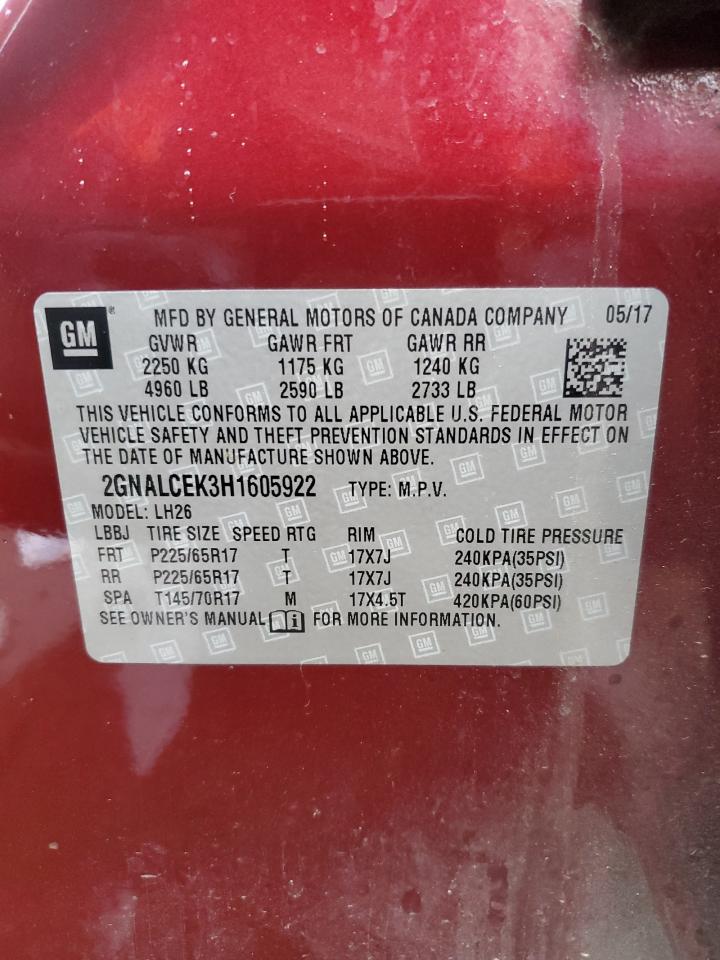 GM ® MFD BY GENERAL MOTORS OF CANADA COMPANY 05/17
GVWR GAWR FRT GAWR RR
2250 KG 1175 KG 1240 KG
4960 LB 2590 LB 2733 LB
THIS VEHICLE CONFORMS TO ALL APPLICABLE U.S. FEDERAL MOTOR
VEHICLE SAFETY AND THEFT PREVENTION STANDARDS IN EFFECT ON
THE DATE OF MANUFACTURE SHOWN ABOVE.
2GNALCEK3H1605922 TYPE: M.P.V.
MODEL: LH26
LBBJ TIRE SIZE SPEED RTG RIM COLD TIRE PRESSURE
FRT P225/65R17 T 17X7J 240KPA(35PSI)
RR P225/65R17 T 17X7J 240KPA(35PSI)
SPA T145/70R17 M 17X4.5T 420KPA(60PSI)
SEE OWNER'S MANUAL i FOR MORE INFORMATION.